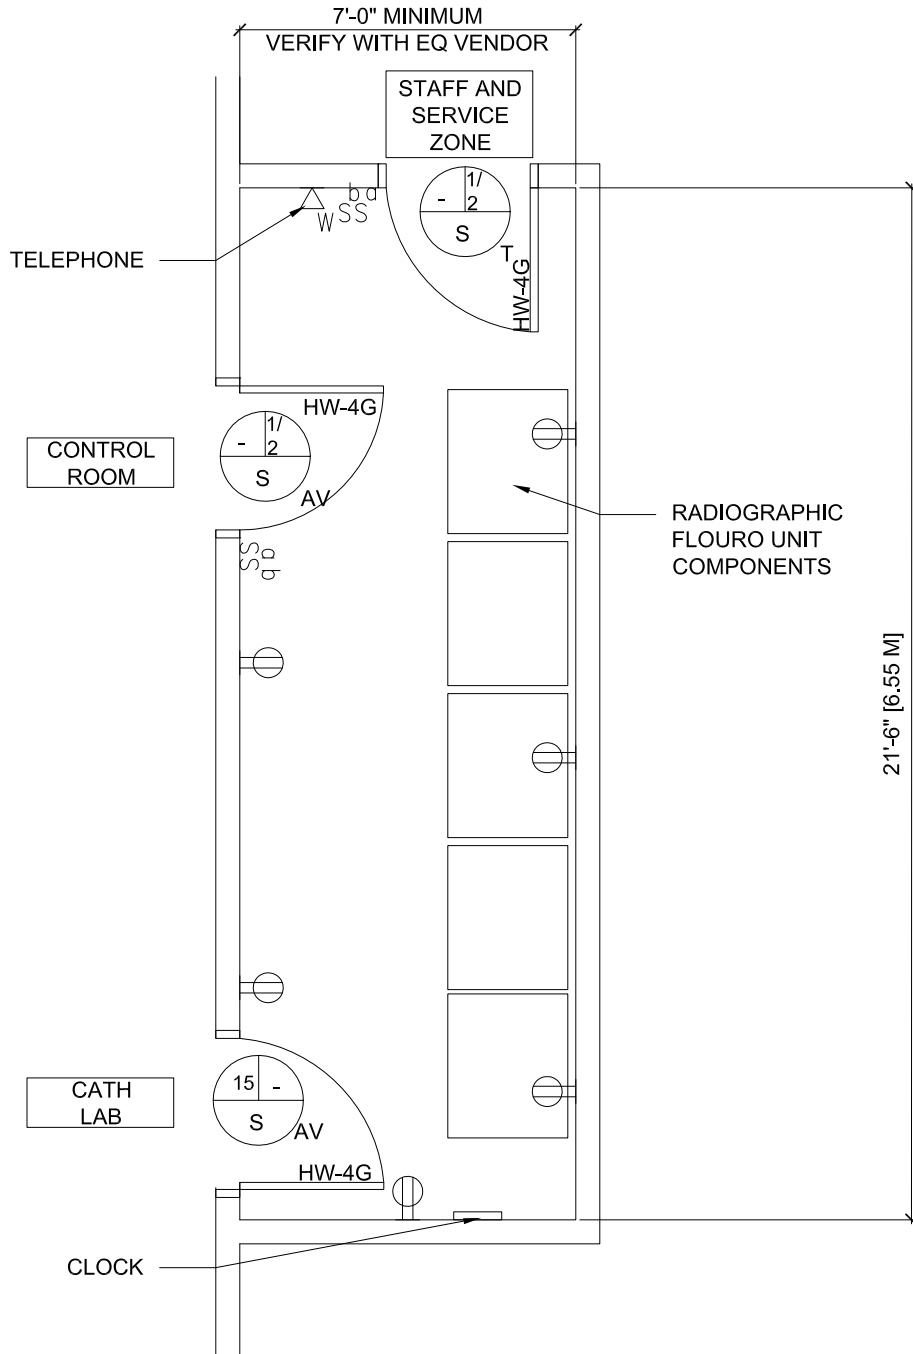 7'-0" MINIMUM
VERIFY WITH EQ VENDOR
STAFF AND
SERVICE
ZONE
-
1/
2
S
b a
SS
W
TELEPHONE
T
HW-4G
HW-4G
-
1/
2
S
AV
CONTROL
ROOM
RADIOGRAPHIC
FLOURO UNIT
COMPONENTS
SS
a b
21'-6" [6.55 M]
CATH
LAB
15
-
S
AV
HW-4G
CLOCK